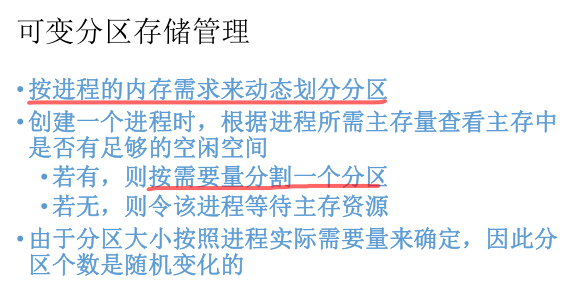 可变分区存储管理
•按进程的内存需求来动态划分分区
•创建一个进程时，根据进程所需主存量查看主存中
是否有足够的空闲空间
•若有，则按需要量分割一个分区
•若无，则令该进程等待主存资源
•由于分区大小按照进程实际需要量来确定，因此分
区个数是随机变化的